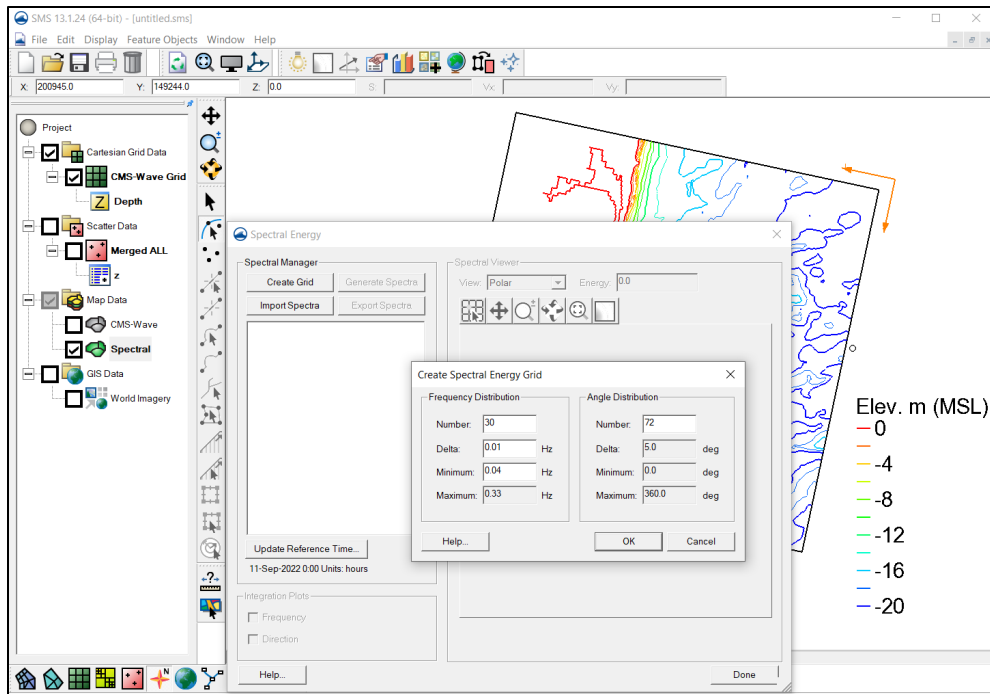 SMS 13.1.24 (64-bit) - [untitled.sms]
File Edit Display Feature Objects Window Help
X: 200945.0 Y: 149244.0 Z: 0.0 S: Vx: Vy:
Project
Cartesian Grid Data
CMS-Wave Grid
Z Depth
Scatter Data
Merged ALL
z
Map Data
CMS-Wave
Spectral
GIS Data
World Imagery
Spectral Energy
Spectral Manager
Create Grid Generate Spectra
Import Spectra Export Spectra
Update Reference Time...
11-Sep-2022 0:00 Units: hours
Integration Plots
Frequency
Direction
Help...
Spectral Viewer
View: Polar Energy: 0.0
Done
Create Spectral Energy Grid
Frequency Distribution
Number: 30
Delta: 0.01 Hz
Minimum: 0.04 Hz
Maximum: 0.33 Hz
Angle Distribution
Number: 72
Delta: 5.0 deg
Minimum: 0.0 deg
Maximum: 360.0 deg
Help... OK Cancel
Elev. m (MSL)
0
-4
-8
-12
-16
-20
-?-
N